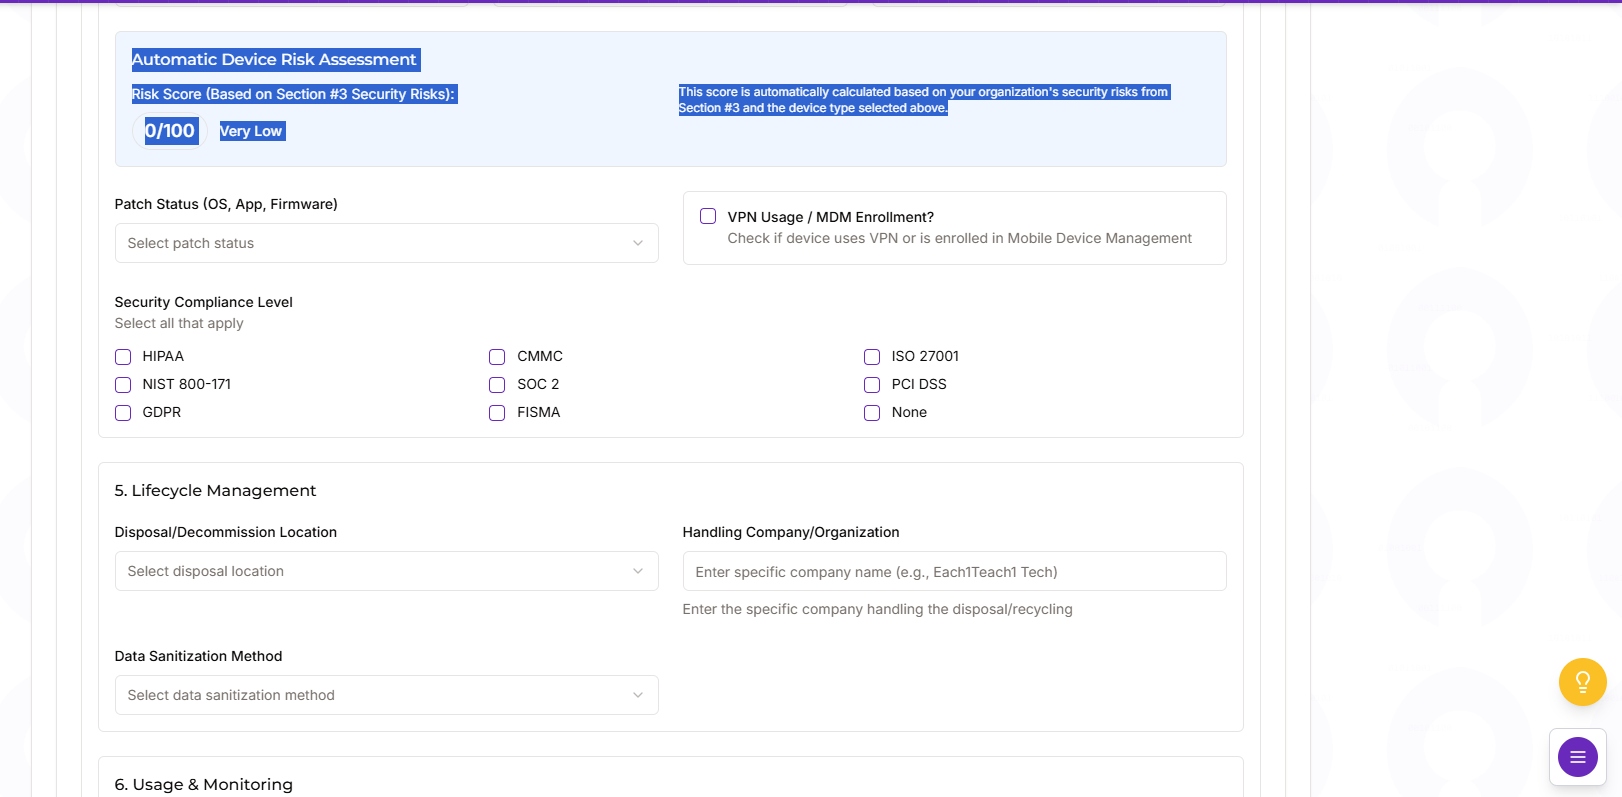 Automatic Device Risk Assessment
Risk Score (Based on Section #3 Security Risks):
0/100 Very Low
This score is automatically calculated based on your organization's security risks from
Section #3 and the device type selected above.
Patch Status (OS, App, Firmware)
Select patch status
VPN Usage / MDM Enrollment?
Check if device uses VPN or is enrolled in Mobile Device Management
Security Compliance Level
Select all that apply
HIPAA
CMMC
ISO 27001
NIST 800-171
SOC 2
PCI DSS
GDPR
FISMA
None
5. Lifecycle Management
Disposal/Decommission Location
Select disposal location
Handling Company/Organization
Enter specific company name (e.g., Each1Teach1 Tech)
Enter the specific company handling the disposal/recycling
Data Sanitization Method
Select data sanitization method
6. Usage & Monitoring